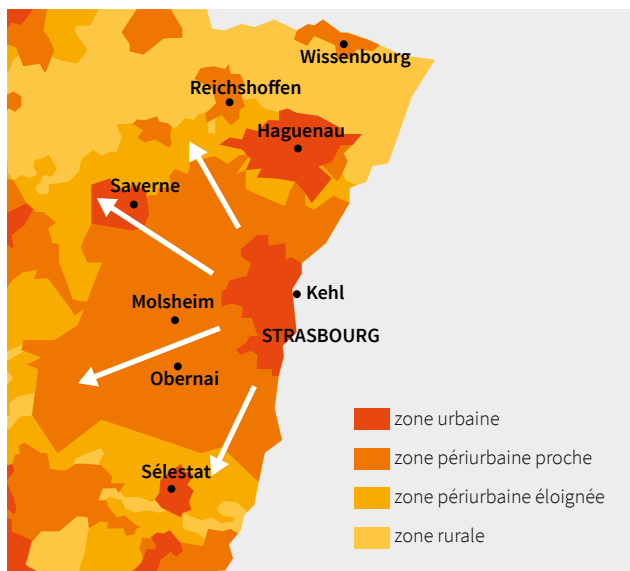 Wissenbourg
Reichshoffen
Haguenau
Saverne
Kehl
Molsheim
STRASBOURG
Obernai
Sélestat
zone urbaine
zone périurbaine proche
zone périurbaine éloignée
zone rurale